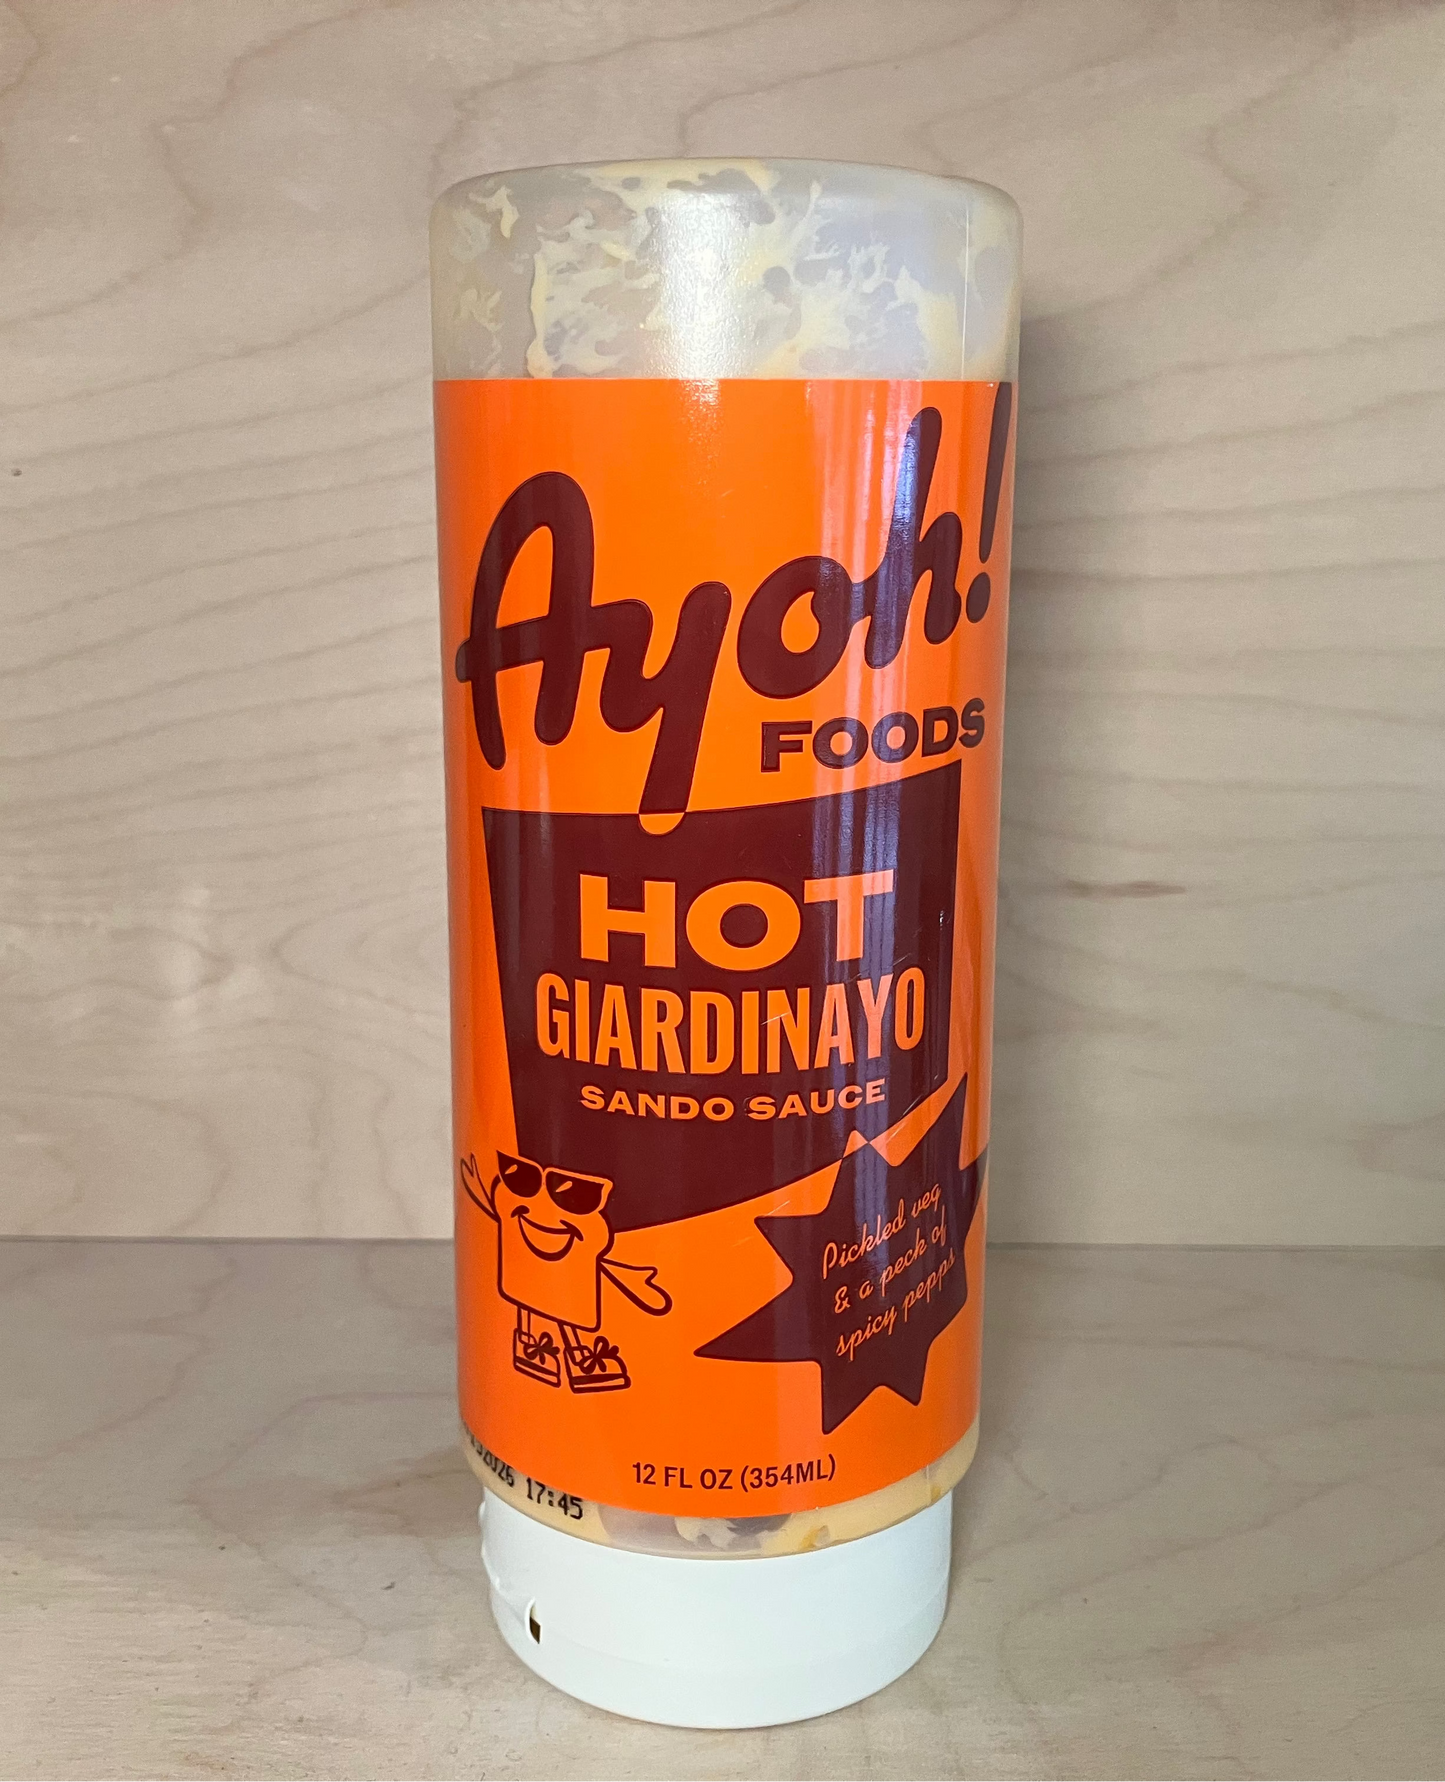 Ayoh!
FOODS
HOT
GIARDINAYO
SANDO SAUCE
Pickled veg
& a peck of
spicy pepps
12 FL OZ (354ML)
17:45